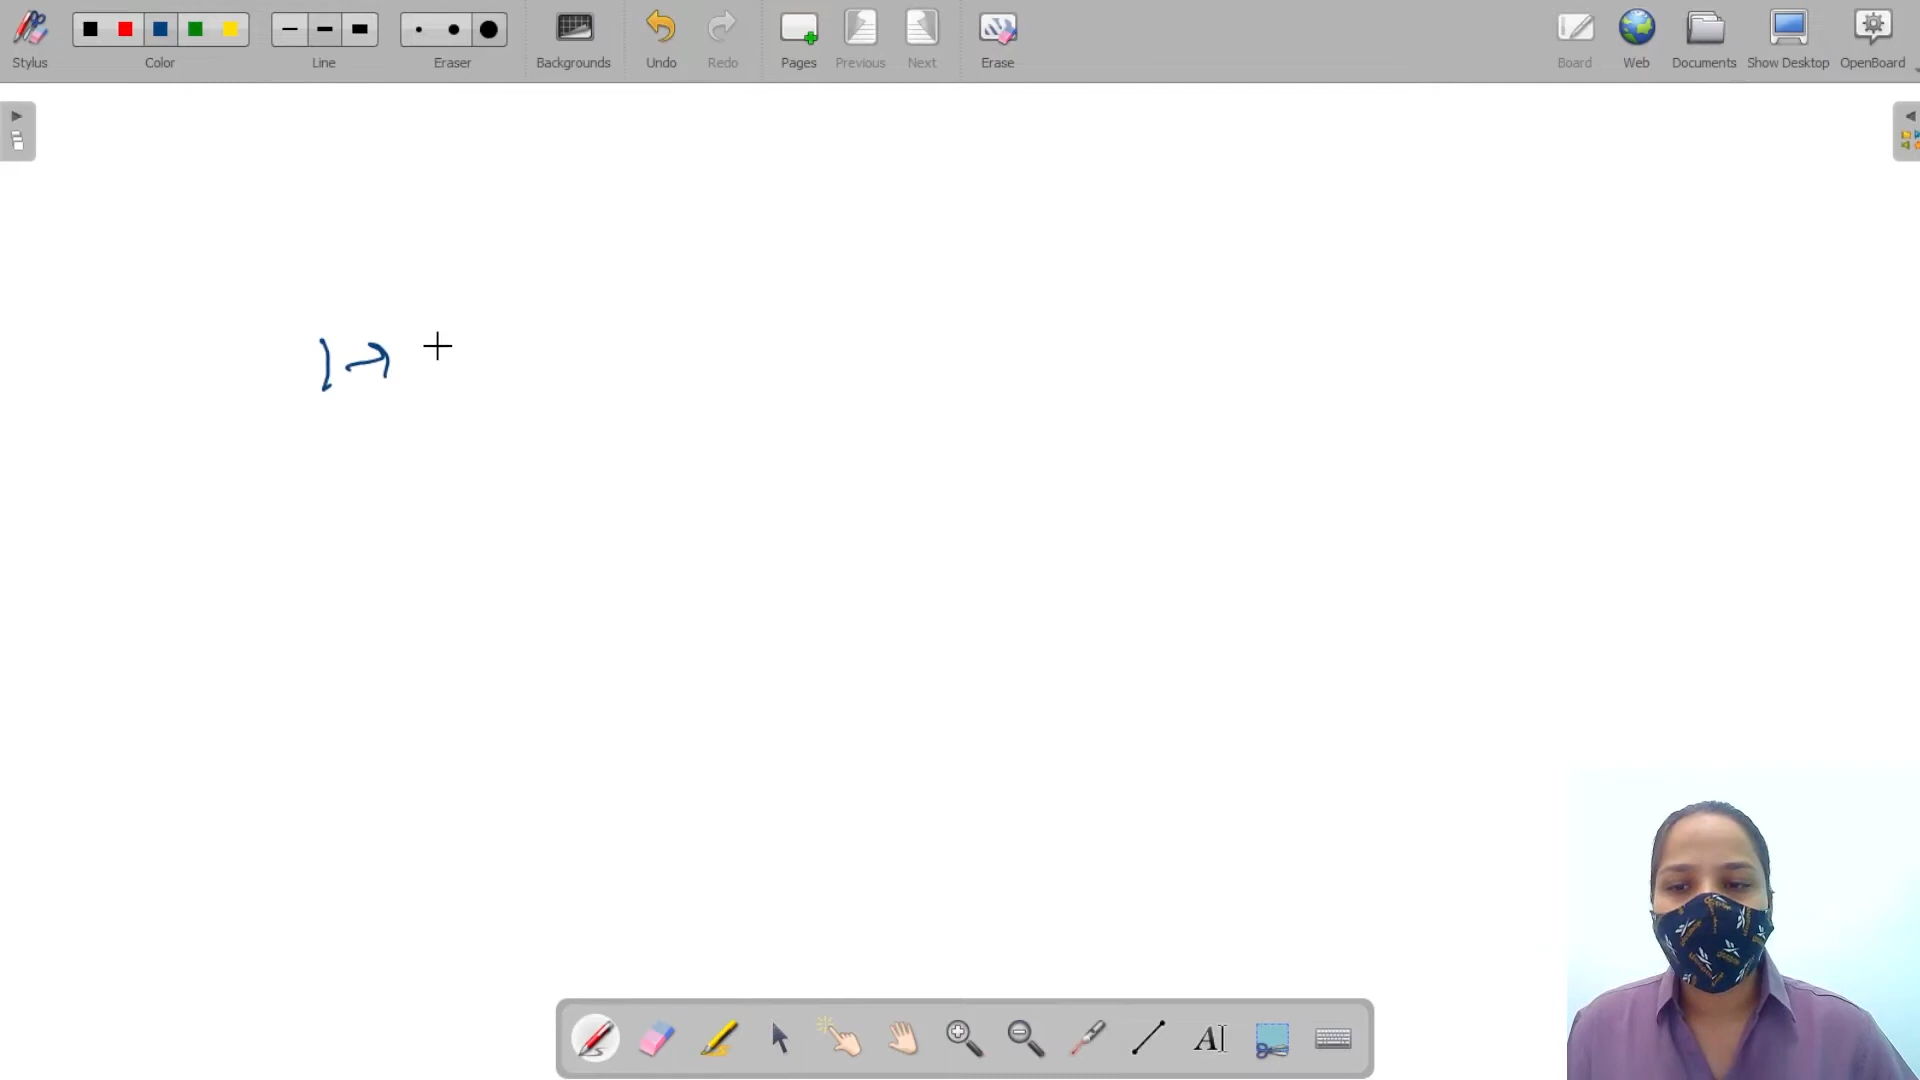 Stylus Color Line Eraser Backgrounds Undo Redo Pages Previous Next Erase Board Web Documents Show Desktop OpenBoard
1 →
A